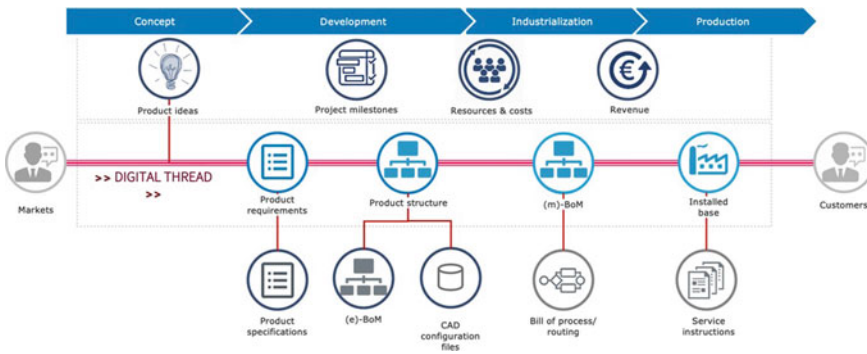 Concept
Development
Industrialization
Production
Product ideas
Project milestones
Resources & costs
Revenue
>> DIGITAL THREAD
>>
Markets
Product
requirements
Product structure
(m)-BoM
Installed
base
Customers
Product
specifications
(e)-BoM
CAD
configuration
files
Bill of process/
routing
Service
instructions